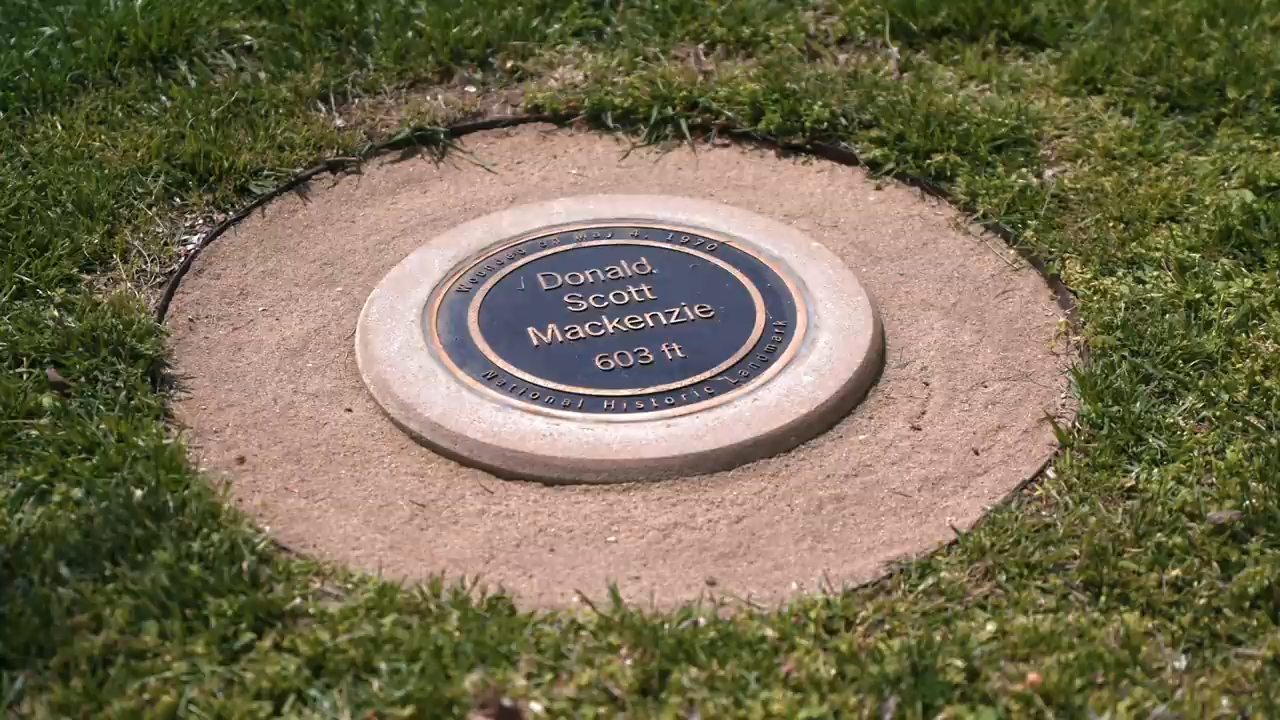 Wounded on May 4, 1970
Donald
Scott
Mackenzie
603 ft
National Historic Landmark